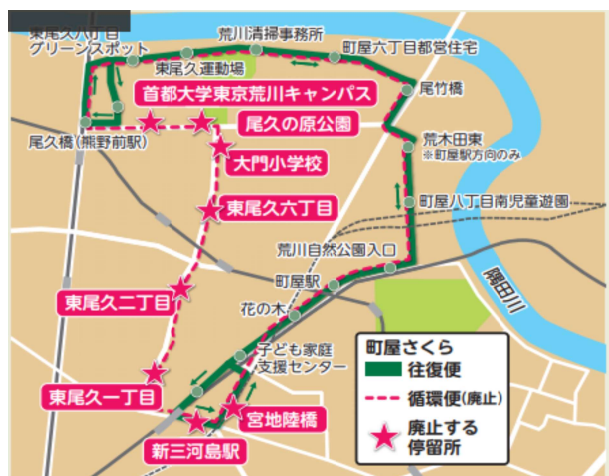 東尾久八丁目
グリーンスポット
荒川清掃事務所
東尾久運動場
町屋六丁目都営住宅
首都大学東京荒川キャンパス
尾竹橋
尾久の原公園
尾久橋(熊野前駅)
荒木田東
※町屋駅方向のみ
大門小学校
東尾久六丁目
町屋八丁目南児童遊園
荒川自然公園入口
町屋駅
隅田川
東尾久二丁目
花の木
子ども家庭
支援センター
東尾久一丁目
宮地陸橋
新三河島駅
町屋さくら
往復便
循環便(廃止)
廃止する
停留所